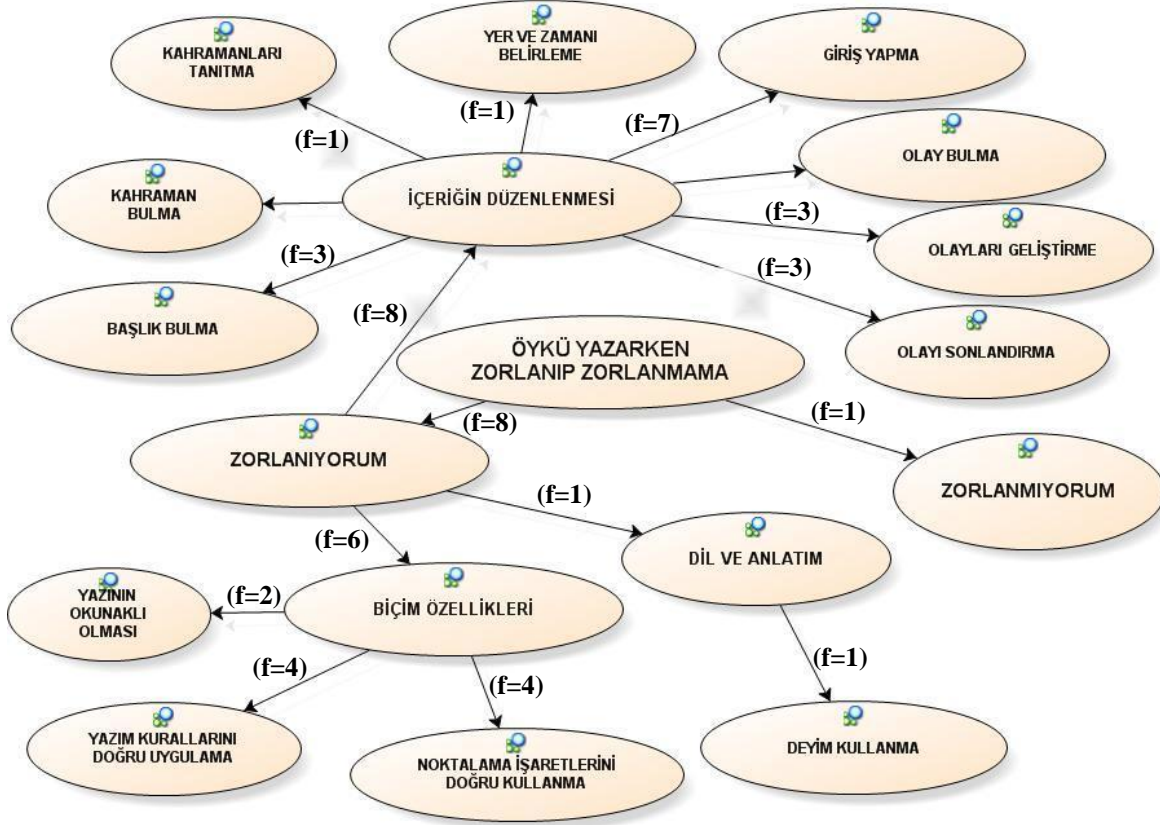 KAHRAMANLARI
TANITMA
YER VE ZAMANI
BELİRLEME
GİRİŞ YAPMA
(f=1)
(f=1)
(f=7)
OLAY BULMA
KAHRAMAN
BULMA
İÇERİĞİN DÜZENLENMESİ
(f=3)
OLAYLARI GELİŞTİRME
(f=3)
(f=3)
BAŞLIK BULMA
(f=8)
ÖYKÜ YAZARKEN
ZORLANIP ZORLANMAMA
OLAYI SONLANDIRMA
(f=8)
(f=1)
ZORLANIYORUM
ZORLANMIYORUM
(f=1)
(f=6)
DİL VE ANLATIM
YAZININ
OKUNAKLI
OLMASI
(f=2)
BİÇİM ÖZELLİKLERİ
(f=4)
(f=4)
(f=1)
YAZIM KURALLARINI
DOĞRU UYGULAMA
NOKTALAMA İŞARETLERİNİ
DOĞRU KULLANMA
DEYİM KULLANMA